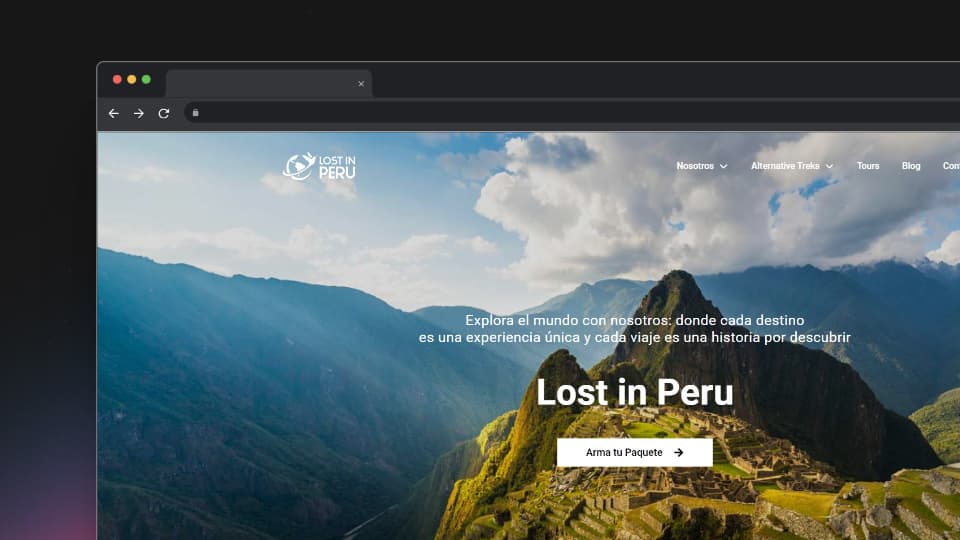 LOST IN
PERU
Nosotros
Alternative Treks
Tours
Blog
Explora el mundo con nosotros: donde cada destino
es una experiencia única y cada viaje es una historia por descubrir
Lost in Peru
Arma tu Paquete